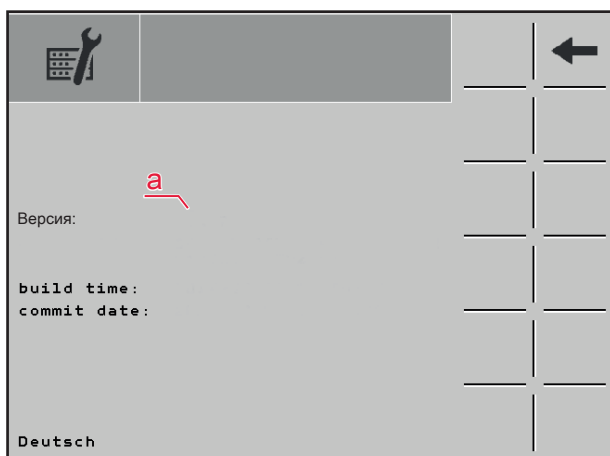 a
Версия:
build time:
commit date:
Deutsch